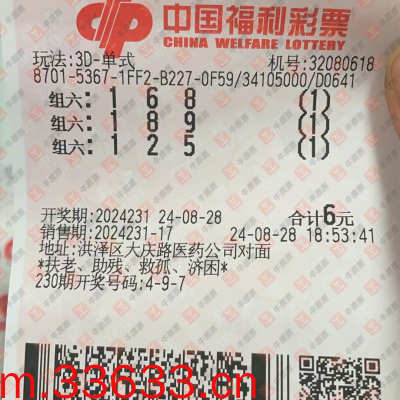 中国福利彩票
CHINA WELFARE LOTTERY
玩法:3D-单式 机号:32080618
8701-5367-1FF2-B227-0F59/34105000/D0641
组六: 1 6 8 (1)
组六: 1 8 9 (1)
组六: 1 2 5 (1)
开奖期:2024231 24-08-28 合计6元
销售期:2024231-17 24-08-28 18:53:41
地址:洪泽区大庆路医药公司对面
*扶老、助残、救孤、济困*
230期开奖号码:4-9-7
m.33633.cn